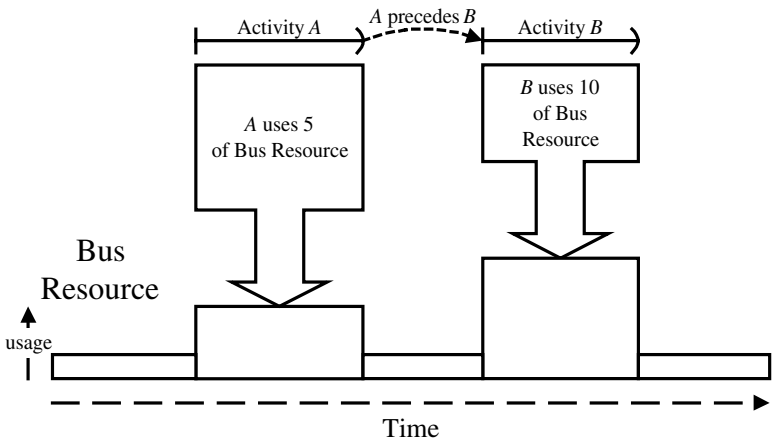 A precedes B
Activity A
Activity B
A uses 5
of Bus Resource
B uses 10
of Bus
Resource
Bus
Resource
usage
Time